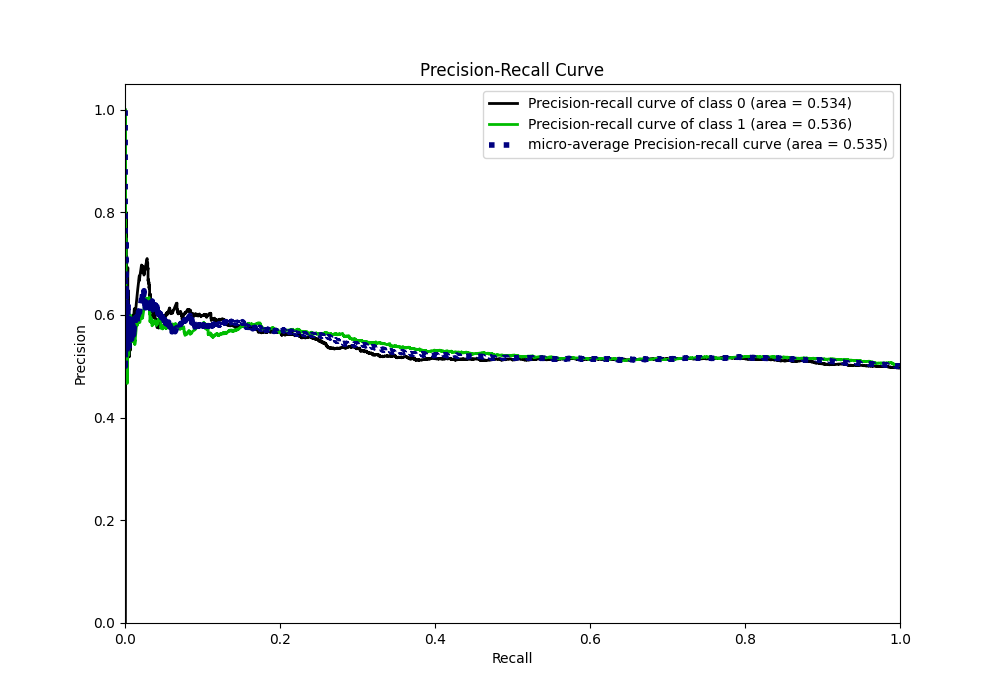 Precision-Recall Curve
Precision-recall curve of class 0 (area = 0.534)
Precision-recall curve of class 1 (area = 0.536)
micro-average Precision-recall curve (area = 0.535)
1.0
0.8
0.6
0.4
0.2
0.0
Precision
0.0 0.2 0.4 0.6 0.8 1.0
Recall